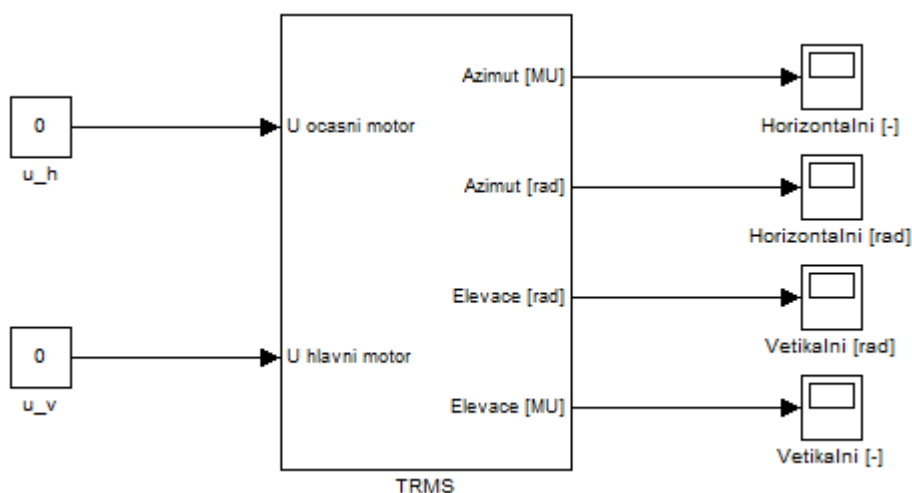 Azimut [MU]
0
U ocasni motor
Horizontalni [-]
u_h
Azimut [rad]
Horizontalni [rad]
Elevace [rad]
0
U hlavni motor
Vetikalni [rad]
u_v
Elevace [MU]
Vetikalni [-]
TRMS